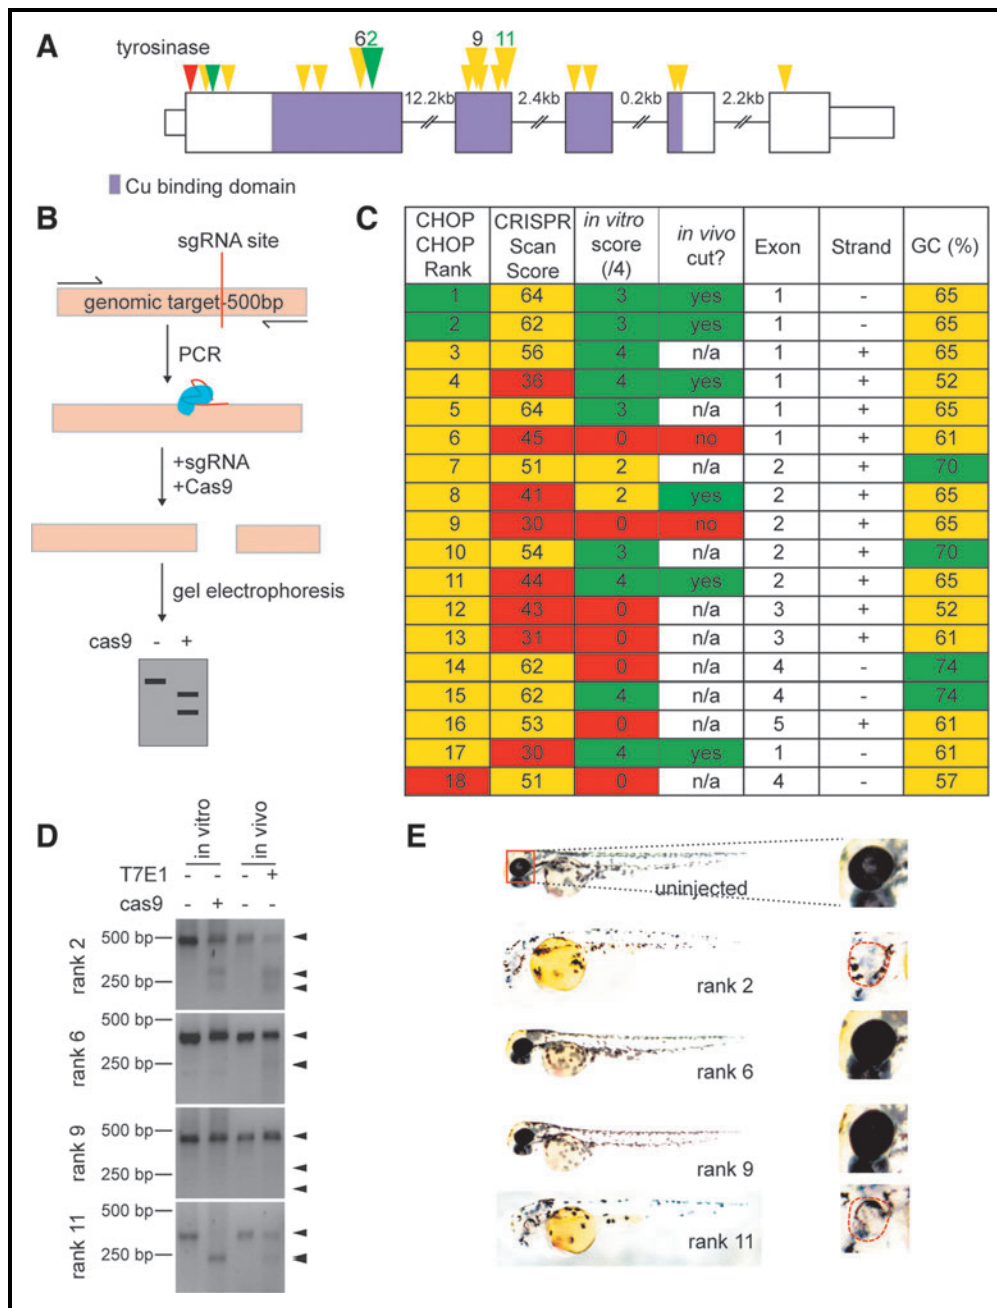 A
tyrosinase
6 2 9 11
12.2kb 2.4kb 0.2kb 2.2kb
Cu binding domain
B
sgRNA site
genomic target-500bp
PCR
+sgRNA
+Cas9
gel electrophoresis
cas9 - +
C
CHOP CHOP Rank CRISPR Scan Score in vitro score (/4) in vivo cut? Exon Strand GC (%)
1 64 3 yes 1 - 65
2 62 3 yes 1 - 65
3 56 4 n/a 1 + 65
4 36 4 yes 1 + 52
5 64 3 n/a 1 + 65
6 45 0 no 1 + 61
7 51 2 n/a 2 + 70
8 41 2 yes 2 + 65
9 30 0 no 2 + 65
10 54 3 n/a 2 + 70
11 44 4 yes 2 + 65
12 43 0 n/a 3 + 52
13 31 0 n/a 3 + 61
14 62 0 n/a 4 - 74
15 62 4 n/a 4 - 74
16 53 0 n/a 5 + 61
17 30 4 yes 1 - 61
18 51 0 n/a 4 - 57
D
in vitro in vivo
T7E1 - - - +
cas9 - + - -
rank 2
500 bp
250 bp
rank 6
500 bp
250 bp
rank 9
500 bp
250 bp
rank 11
500 bp
250 bp
E
uninjected
rank 2
rank 6
rank 9
rank 11